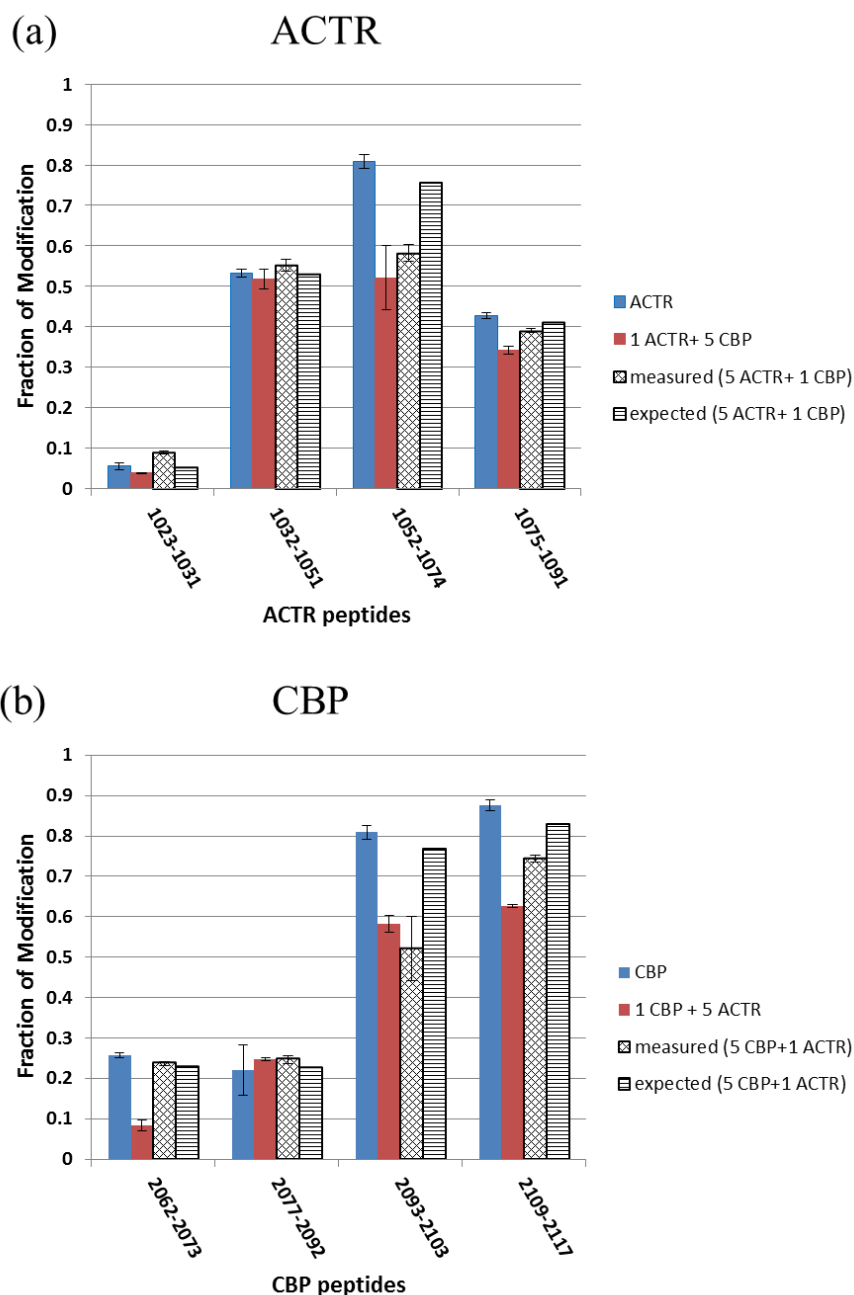 (a) ACTR
1
0.9
0.8
0.7
0.6
0.5
0.4
0.3
0.2
0.1
0
Fraction of Modification
1023-1031
1032-1051
1052-1074
1075-1091
ACTR peptides
ACTR
1 ACTR+ 5 CBP
measured (5 ACTR+ 1 CBP)
expected (5 ACTR+ 1 CBP)
(b) CBP
1
0.9
0.8
0.7
0.6
0.5
0.4
0.3
0.2
0.1
0
Fraction of Modification
2062-2073
2077-2092
2093-2103
2109-2117
CBP peptides
CBP
1 CBP + 5 ACTR
measured (5 CBP+1 ACTR)
expected (5 CBP+1 ACTR)